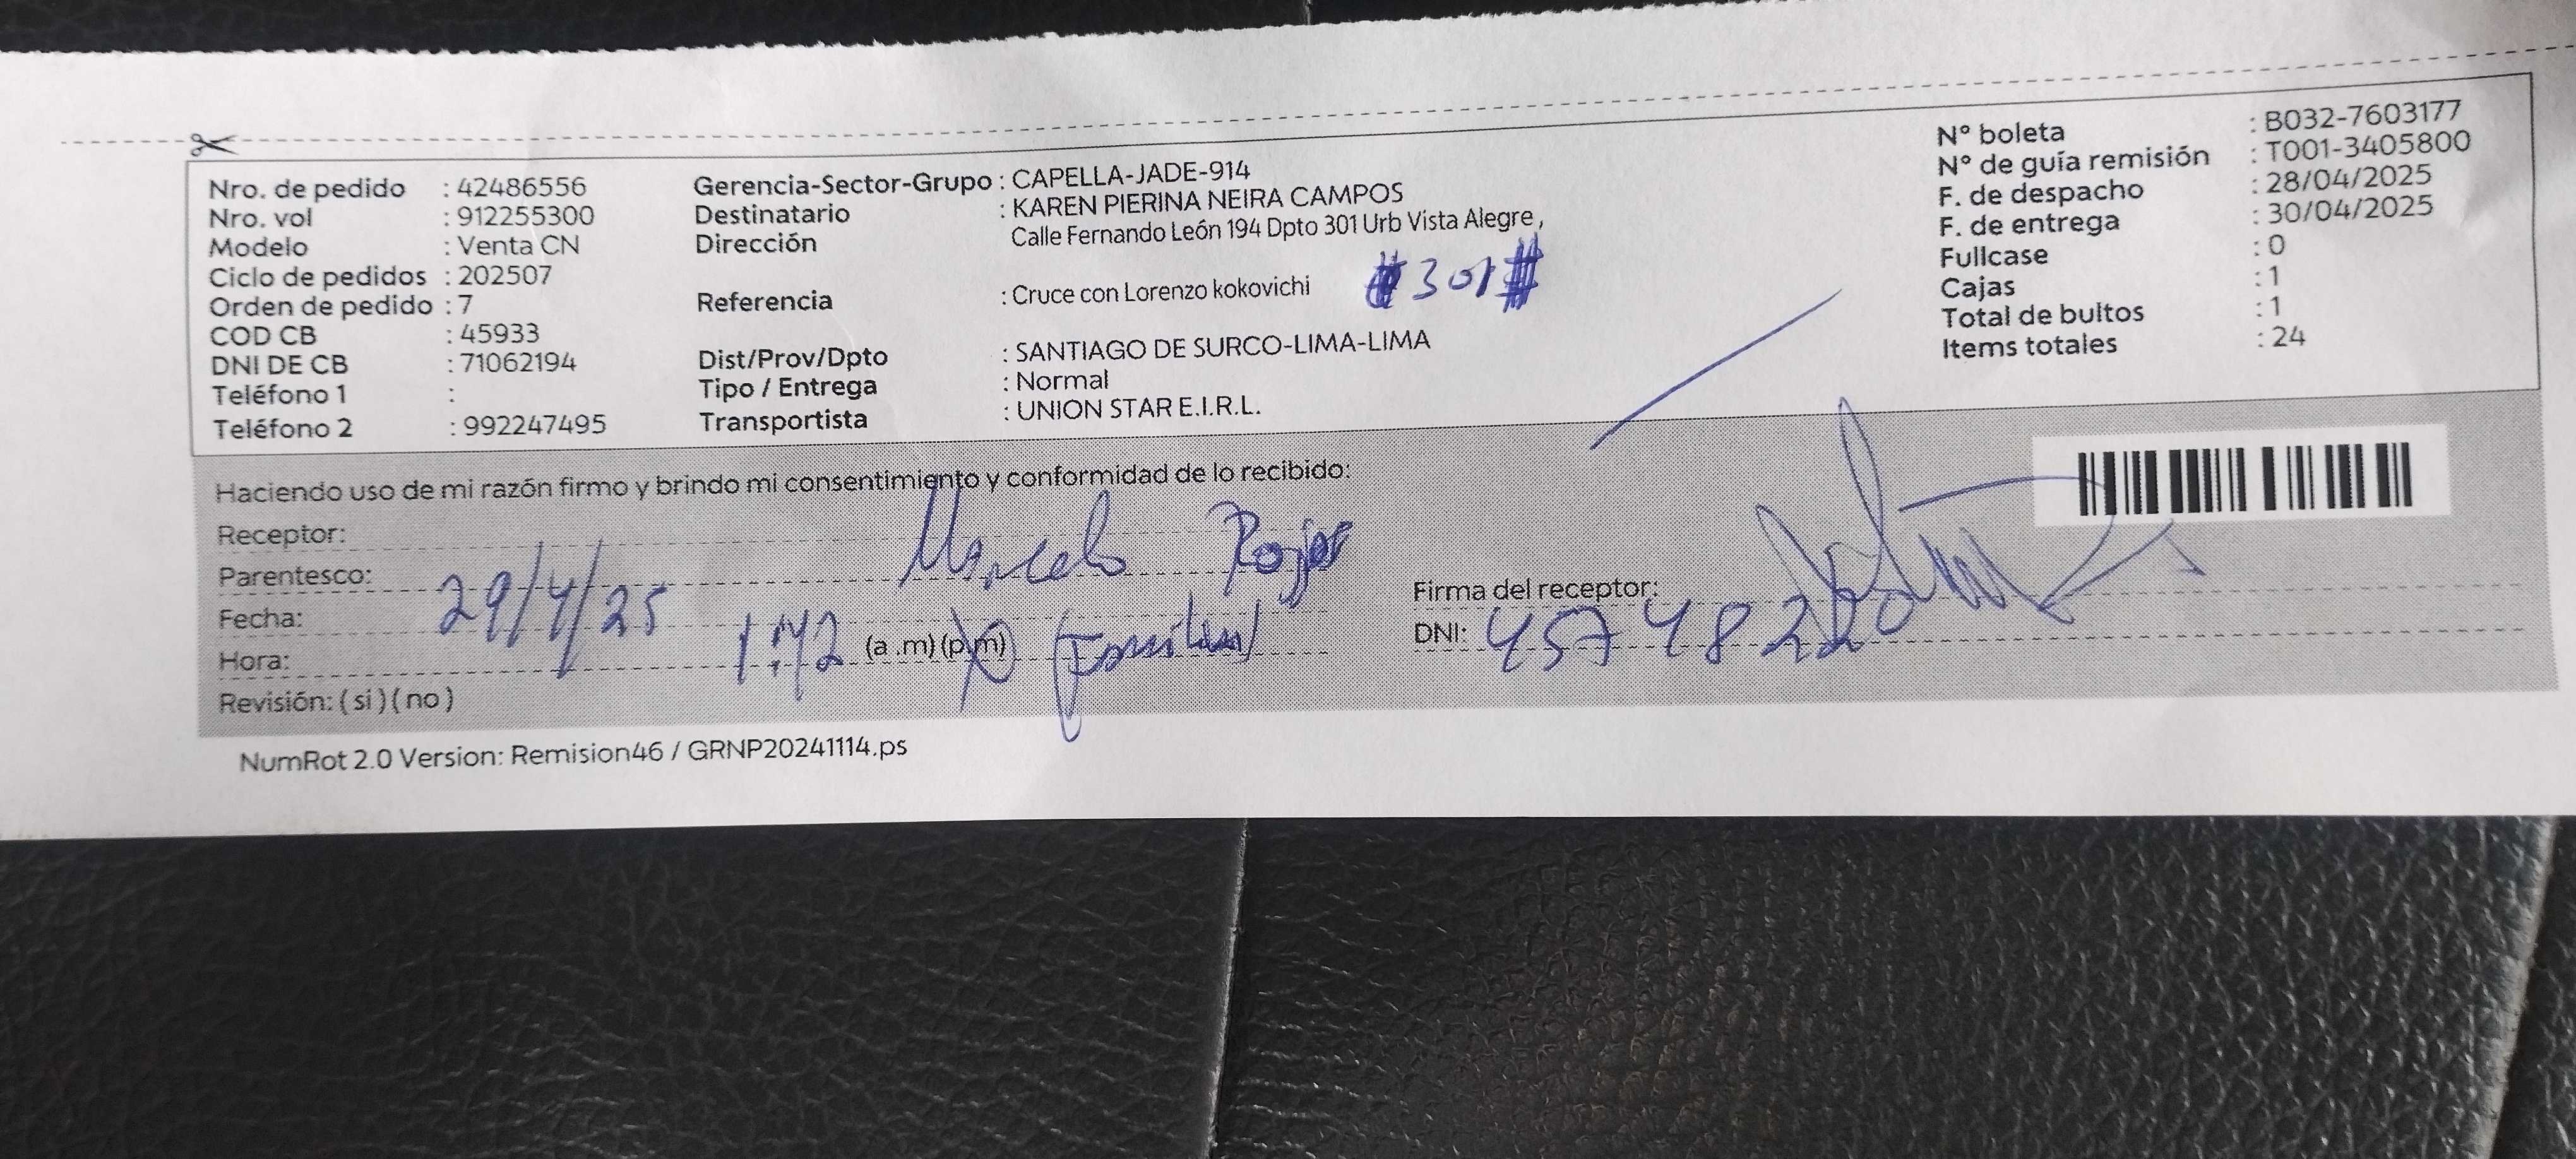 Nro. de pedido : 42486556
Nro. vol : 912255300
Modelo : Venta CN
Ciclo de pedidos : 202507
Orden de pedido : 7
COD CB : 45933
DNI DE CB : 71062194
Teléfono 1 :
Teléfono 2 : 992247495
Gerencia-Sector-Grupo : CAPELLA-JADE-914
Destinatario : KAREN PIERINA NEIRA CAMPOS
Dirección Calle Fernando León 194 Dpto 301 Urb Vista Alegre ,
Referencia : Cruce con Lorenzo kokovichi
#301#
Dist/Prov/Dpto : SANTIAGO DE SURCO-LIMA-LIMA
Tipo / Entrega : Normal
Transportista : UNION STAR E.I.R.L.
N° boleta : B032-7603177
N° de guía remisión : T001-3405800
F. de despacho : 28/04/2025
F. de entrega : 30/04/2025
Fullcase : 0
Cajas : 1
Total de bultos : 1
Items totales : 24
Haciendo uso de mi razón firmo y brindo mi consentimiento y conformidad de lo recibido:
Receptor: Marcelo Rojas
Parentesco:
Fecha: 29/4/25
Hora: (a .m) (p.m) (Familiar)
Revisión: ( si ) ( no )
Firma del receptor:
DNI:
NumRot 2.0 Version: Remision46 / GRNP20241114.ps